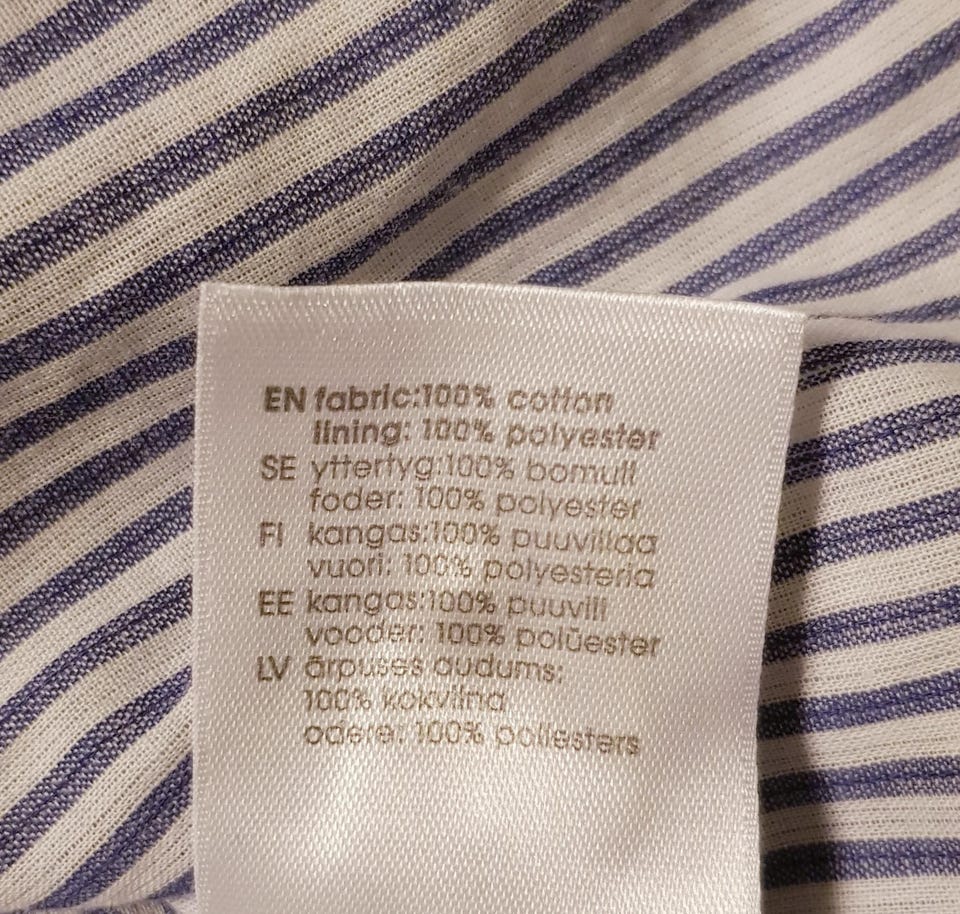 EN fabric:100% cotton
lining: 100% polyester
SE yttertyg:100% bomull
foder: 100% polyester
FI kangas:100% puuvillaa
vuori: 100% polyesteria
EE kangas:100% puuvill
vooder: 100% polüester
LV ārpuses audums:
100% kokvilna
odere: 100% poliesters